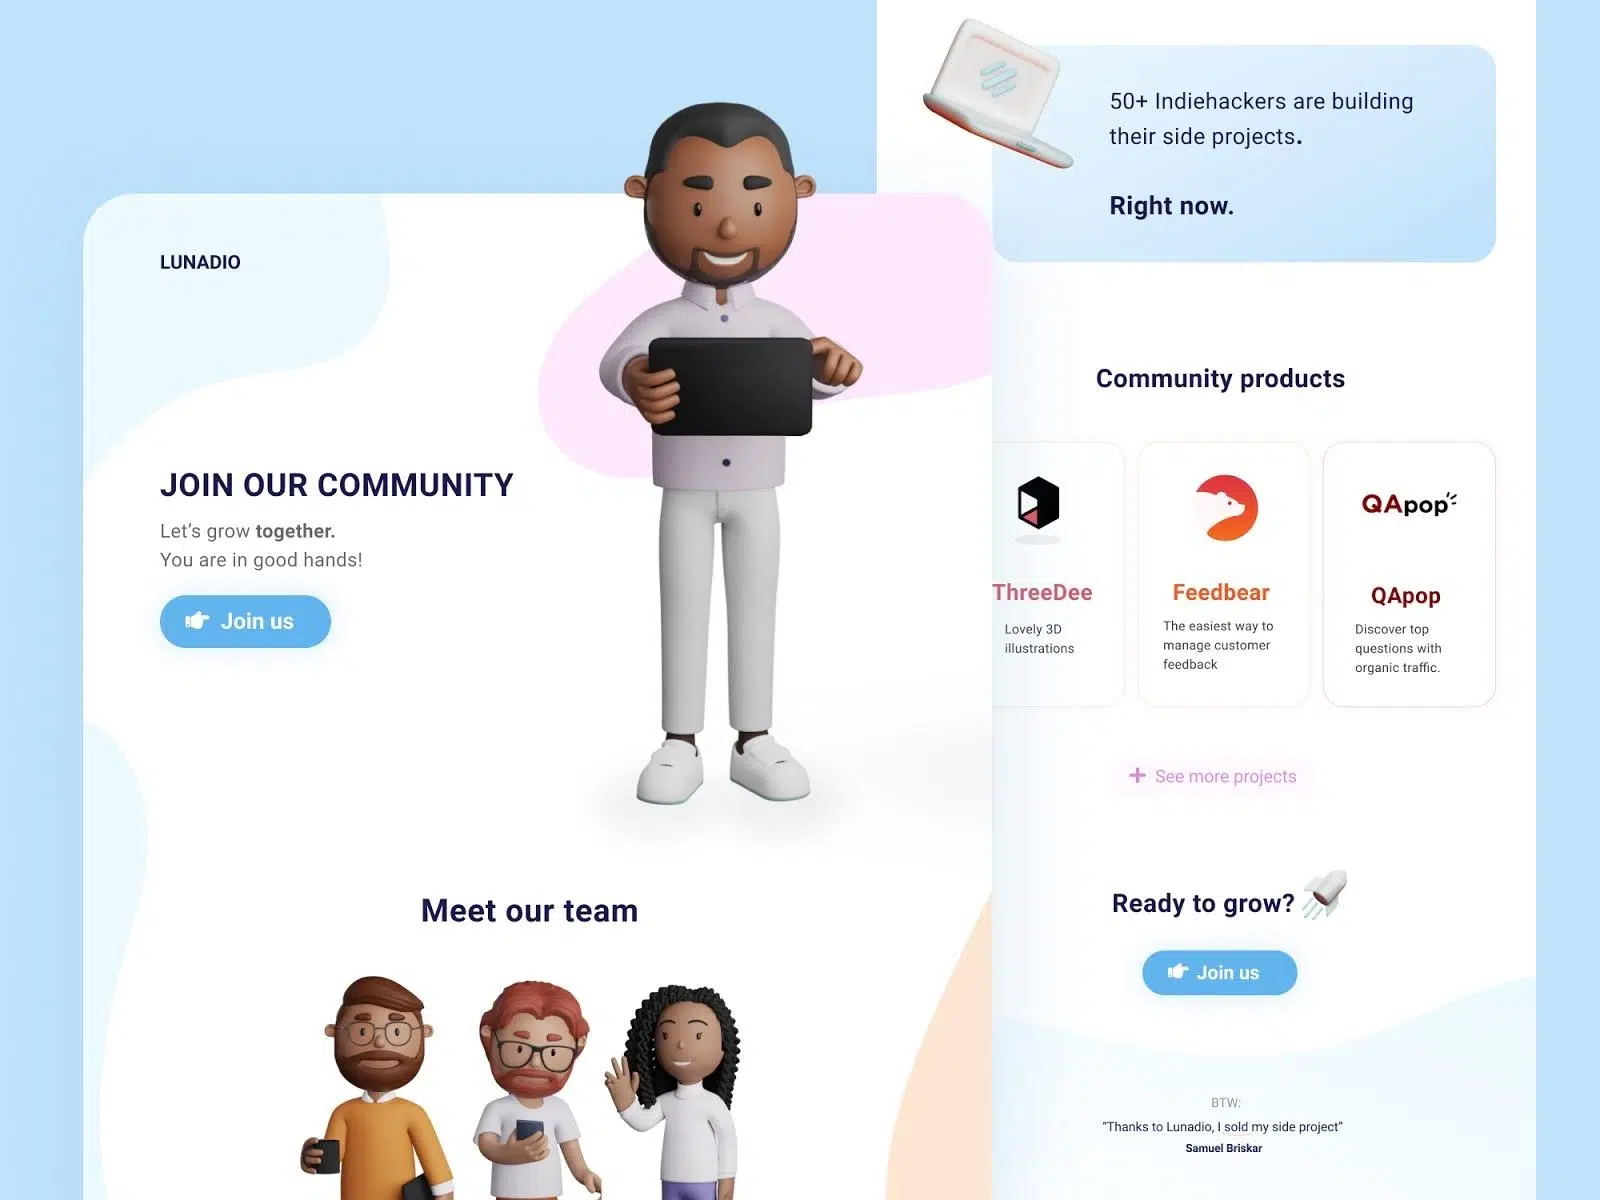 LUNADIO
JOIN OUR COMMUNITY
Let’s grow together.
You are in good hands!
Join us
Meet our team
50+ Indiehackers are building
their side projects.
Right now.
Community products
ThreeDee
Lovely 3D
illustrations
Feedbear
The easiest way to
manage customer
feedback
QApop
QApop
Discover top
questions with
organic traffic.
See more projects
Ready to grow?
Join us
BTW:
“Thanks to Lunadio, I sold my side project”
Samuel Briskar